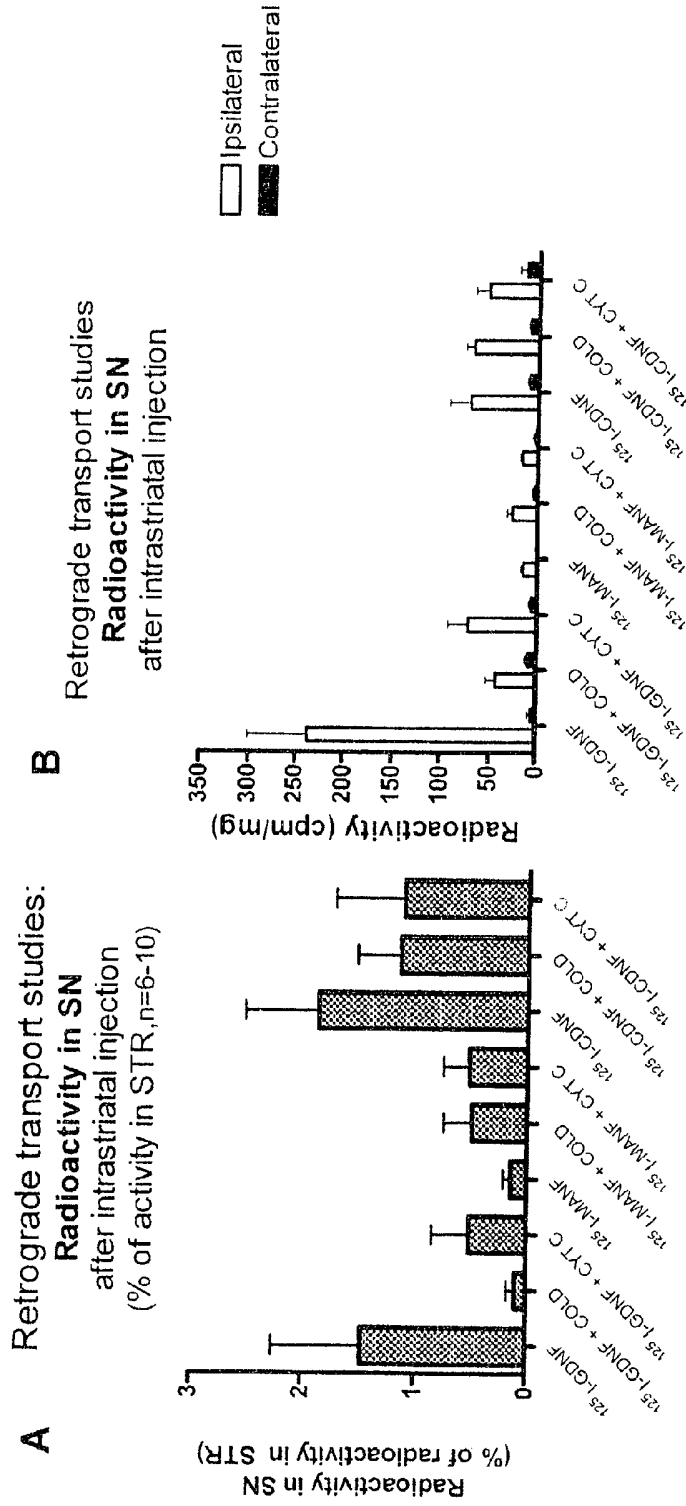 A
Retrograde transport studies:
Radioactivity in SN
after intrastriatal injection
(% of activity in STR,n=6-10)
Radioactivity in SN
(% of radioactivity in STR)
3
2
1
0
125 I-GDNF
125 I-GDNF + COLD
125 I-GDNF + CYT C
125 I-MANF
125 I-MANF + COLD
125 I-MANF + CYT C
125 I-CDNF
125 I-CDNF + COLD
125 I-CDNF + CYT C
B
Retrograde transport studies
Radioactivity in SN
after intrastriatal injection
Radioactivity (cpm/mg)
350
300
250
200
150
100
50
0
125 I-GDNF
125 I-GDNF + COLD
125 I-GDNF + CYT C
125 I-MANF
125 I-MANF + COLD
125 I-MANF + CYT C
125 I-CDNF
125 I-CDNF + COLD
125 I-CDNF + CYT C
Ipsilateral
Contralateral